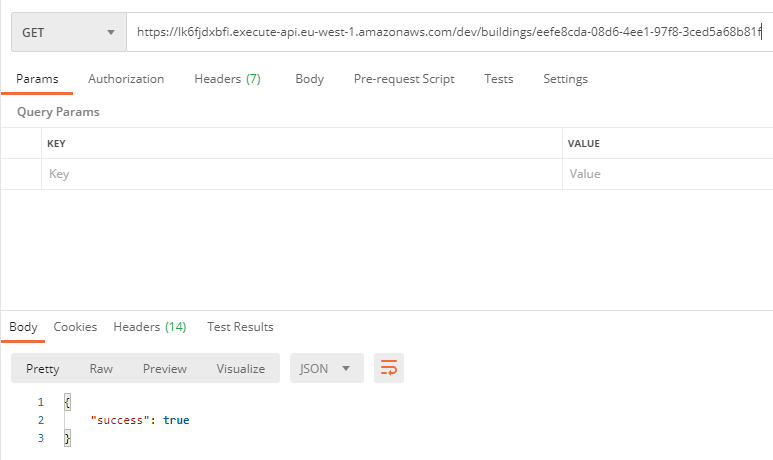 GET https://lk6fjdxbfi.execute-api.eu-west-1.amazonaws.com/dev/buildings/eefe8cda-08d6-4ee1-97f8-3ced5a68b81f
Params Authorization Headers (7) Body Pre-request Script Tests Settings
Query Params
KEY VALUE
Key Value
Body Cookies Headers (14) Test Results
Pretty Raw Preview Visualize JSON
1 {
2 "success": true
3 }